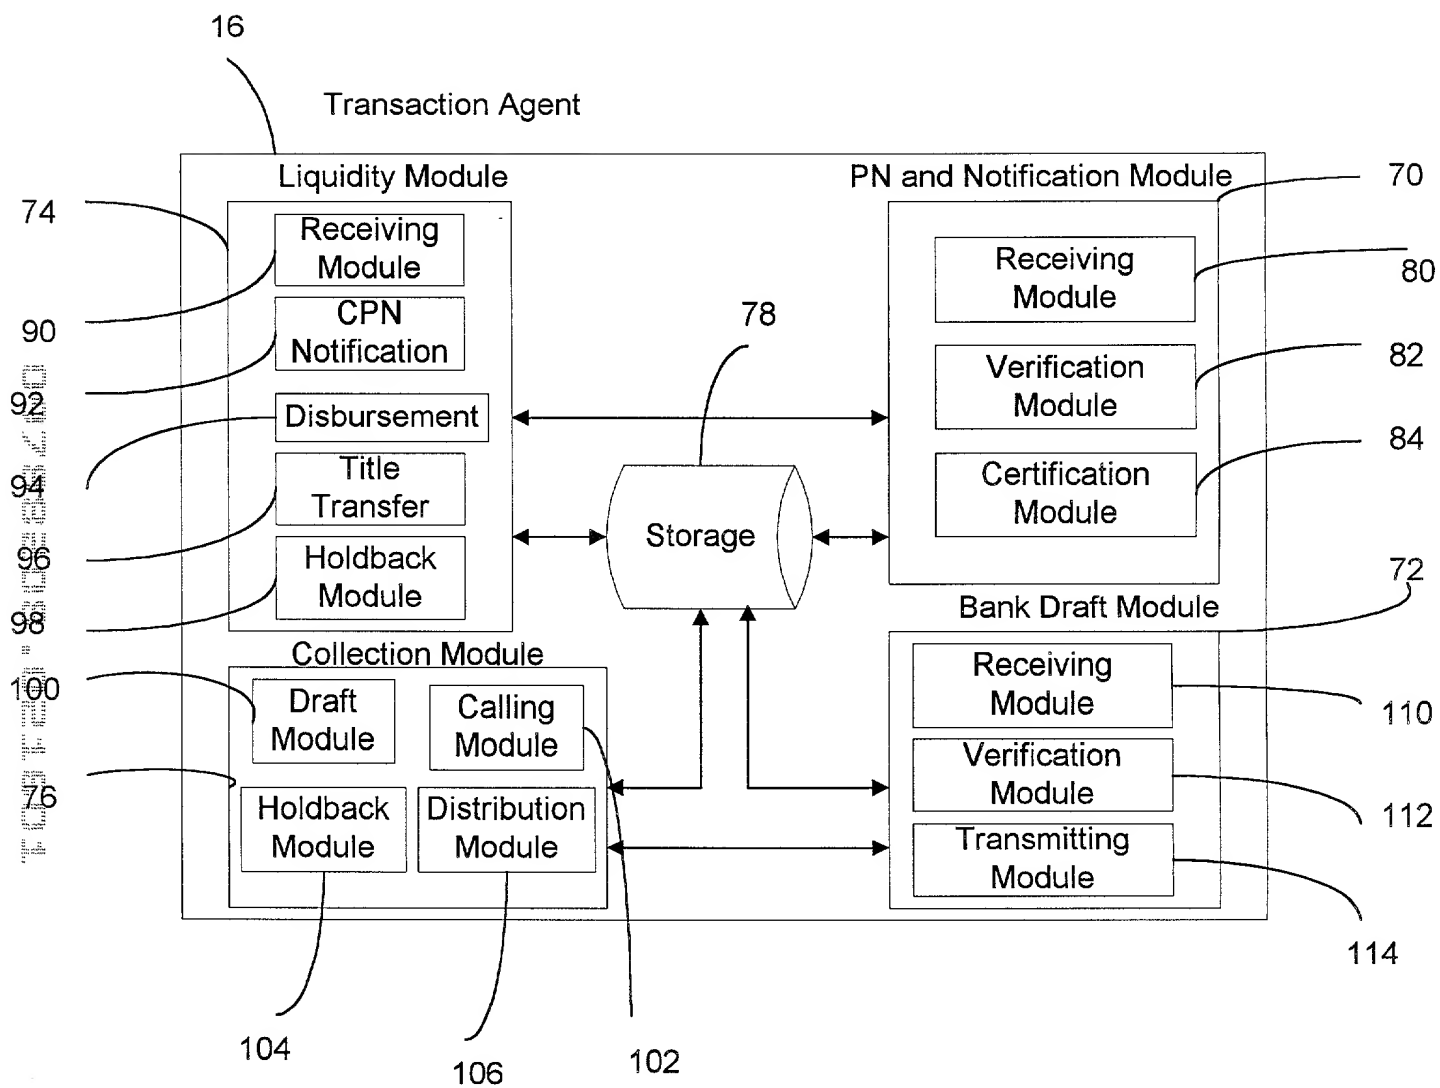 16
Transaction Agent
Liquidity Module
PN and Notification Module
70
74
Receiving
Module
Receiving
Module
80
90
CPN
Notification
78
Verification
Module
82
92
Disbursement
84
94
Title
Transfer
Certification
Module
Storage
96
Holdback
Module
72
98
Bank Draft Module
Collection Module
100
Draft
Module
Calling
Module
Receiving
Module
110
76
Holdback
Module
Distribution
Module
Verification
Module
112
Transmitting
Module
114
104
106
102